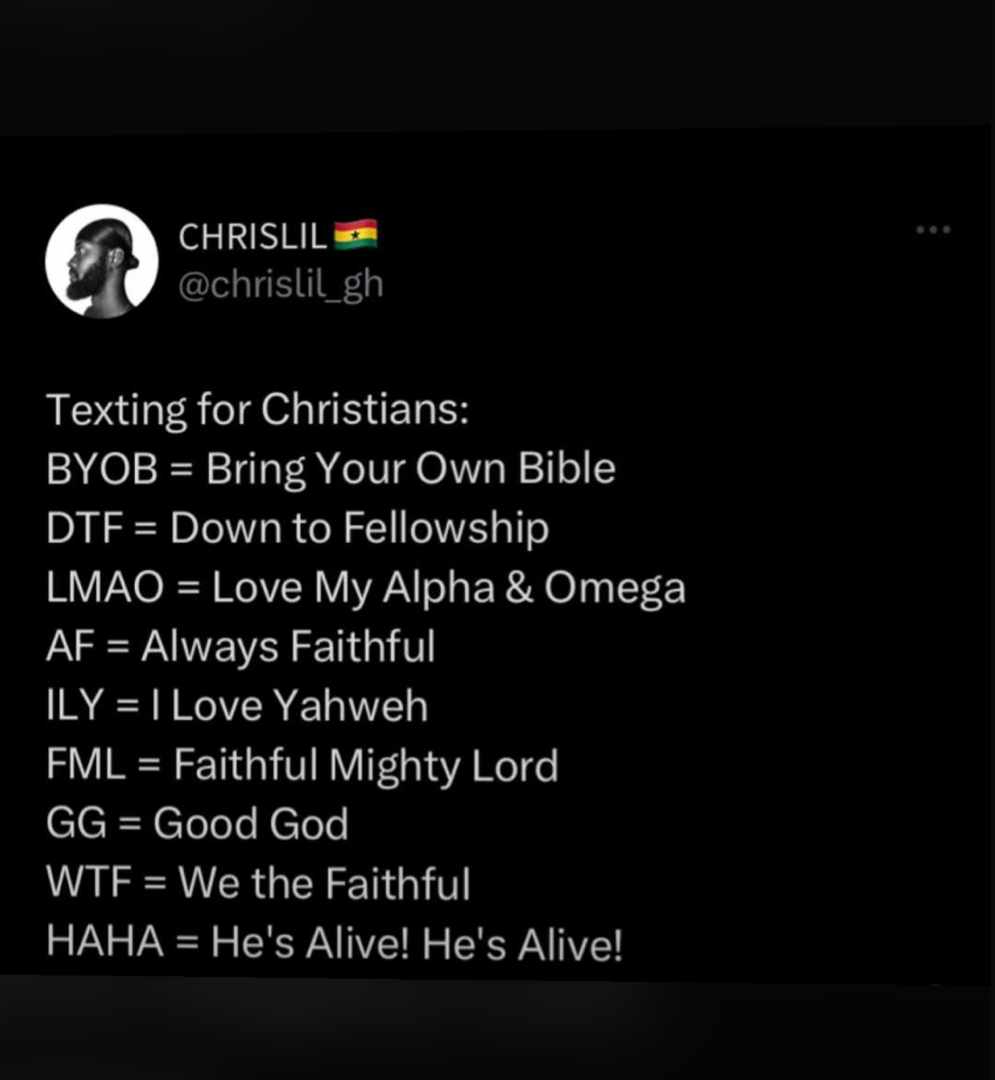 CHRISLIL🇬🇭
@chrislil_gh
Texting for Christians:
BYOB = Bring Your Own Bible
DTF = Down to Fellowship
LMAO = Love My Alpha & Omega
AF = Always Faithful
ILY = I Love Yahweh
FML = Faithful Mighty Lord
GG = Good God
WTF = We the Faithful
HAHA = He's Alive! He's Alive!